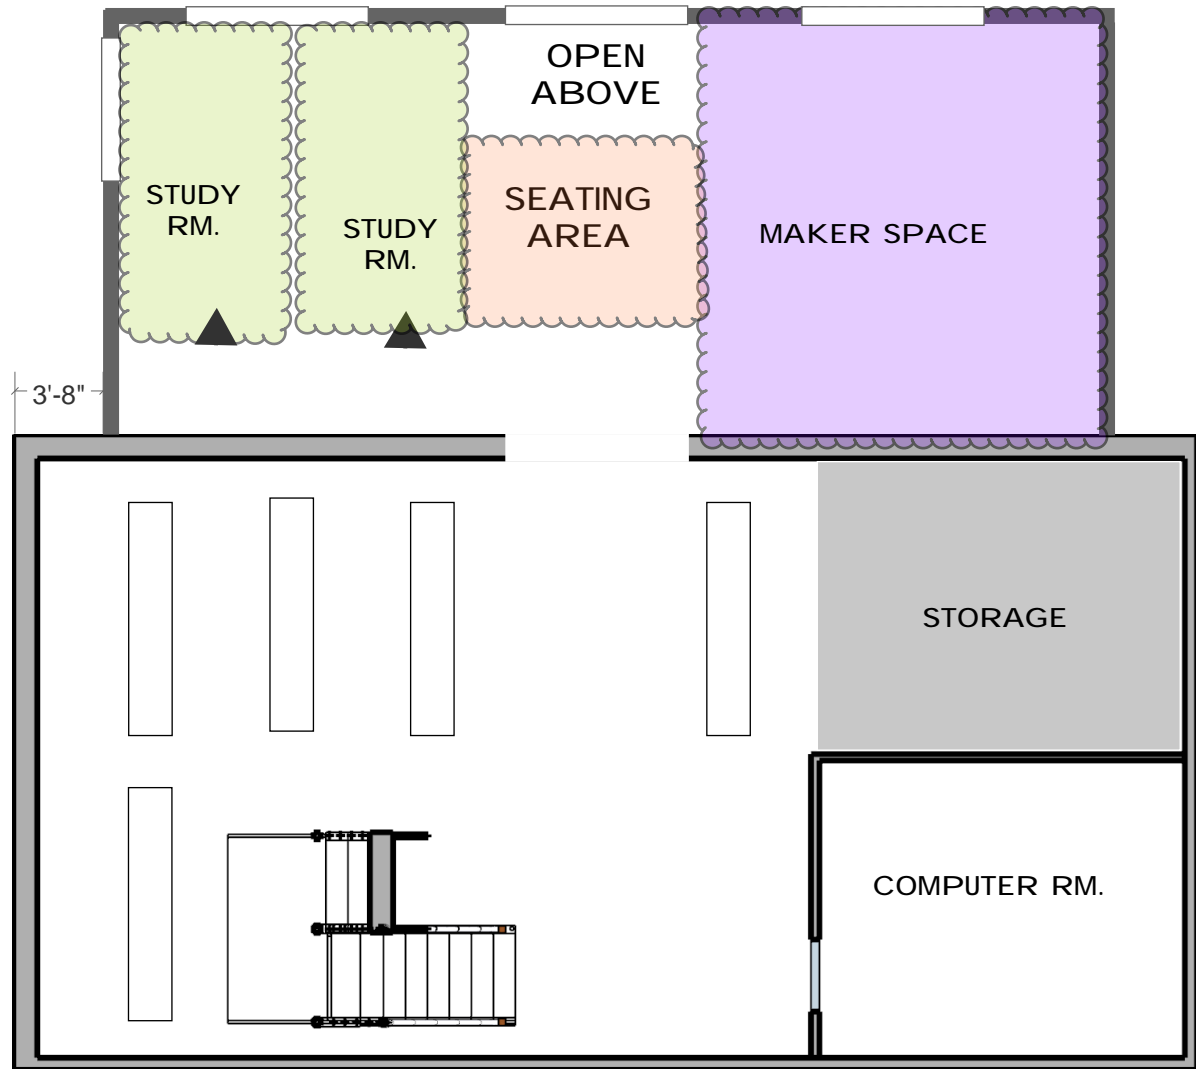 OPEN
ABOVE
STUDY
RM.
STUDY
RM.
SEATING
AREA
MAKER SPACE
3'-8"
STORAGE
COMPUTER RM.